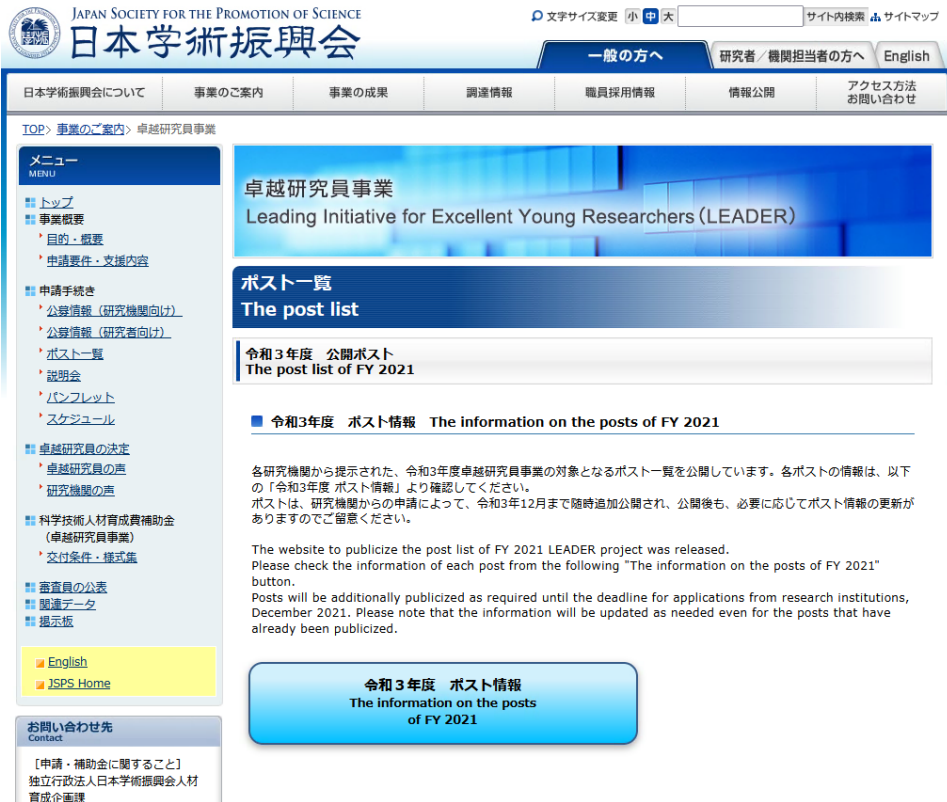 JAPAN SOCIETY FOR THE PROMOTION OF SCIENCE
日本学術振興会
文字サイズ変更 小 中 大 サイト内検索 サイトマップ
一般の方へ 研究者／機関担当者の方へ English
日本学術振興会について 事業のご案内 事業の成果 調達情報 職員採用情報 情報公開 アクセス方法
お問い合わせ
TOP> 事業のご案内> 卓越研究員事業
メニュー
MENU
トップ
事業概要
目的・概要
申請要件・支援内容
申請手続き
公募情報（研究機関向け）
公募情報（研究者向け）
ポスト一覧
説明会
パンフレット
スケジュール
卓越研究員の決定
卓越研究員の声
研究機関の声
科学技術人材育成費補助金
（卓越研究員事業）
交付条件・様式集
審査員の公表
関連データ
掲示板
English
JSPS Home
お問い合わせ先
Contact
［申請・補助金に関すること］
独立行政法人日本学術振興会人材
育成企画課
卓越研究員事業
Leading Initiative for Excellent Young Researchers（LEADER）
ポスト一覧
The post list
令和３年度　公開ポスト
The post list of FY 2021
令和3年度　ポスト情報　The information on the posts of FY 2021
各研究機関から提示された、令和3年度卓越研究員事業の対象となるポスト一覧を公開しています。各ポストの情報は、以下
の「令和3年度 ポスト情報」より確認してください。
ポストは、研究機関からの申請によって、令和3年12月まで随時追加公開され、公開後も、必要に応じてポスト情報の更新が
ありますのでご留意ください。
The website to publicize the post list of FY 2021 LEADER project was released.
Please check the information of each post from the following "The information on the posts of FY 2021"
button.
Posts will be additionally publicized as required until the deadline for applications from research institutions,
December 2021. Please note that the information will be updated as needed even for the posts that have
already been publicized.
令和３年度　ポスト情報
The information on the posts
of FY 2021